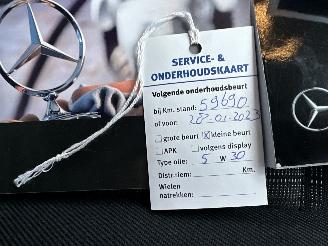 SERVICE- &
ONDERHOUDSKAART
Volgende onderhoudsbeurt
bij Km. stand: 59690
of voor: 28-01-2023
grote beurt X kleine beurt
APK volgens display
Type olie: 5 W 30
Distr.riem: Km.
Wielen
natrekken: